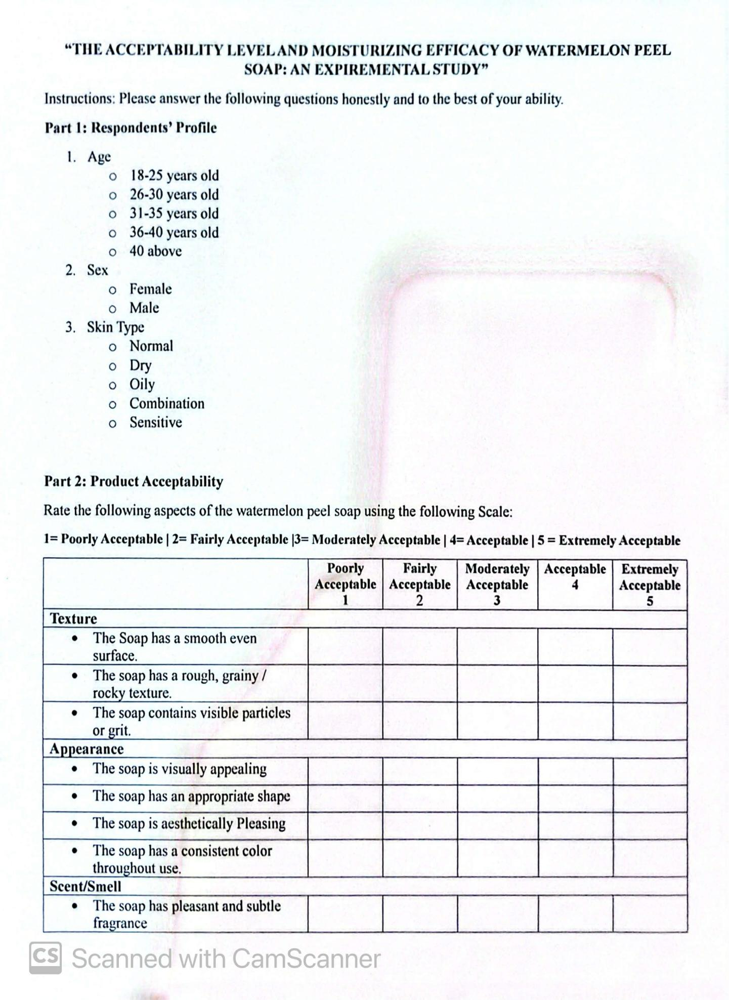 “THE ACCEPTABILITY LEVEL AND MOISTURIZING EFFICACY OF WATERMELON PEEL
SOAP: AN EXPIREMENTAL STUDY”
Instructions: Please answer the following questions honestly and to the best of your ability.
Part 1: Respondents’ Profile
1. Age
o 18-25 years old
o 26-30 years old
o 31-35 years old
o 36-40 years old
o 40 above
2. Sex
o Female
o Male
3. Skin Type
o Normal
o Dry
o Oily
o Combination
o Sensitive
Part 2: Product Acceptability
Rate the following aspects of the watermelon peel soap using the following Scale:
1= Poorly Acceptable | 2= Fairly Acceptable |3= Moderately Acceptable | 4= Acceptable | 5 = Extremely Acceptable
Poorly Fairly Moderately Acceptable Extremely
Acceptable Acceptable Acceptable 4 Acceptable
1 2 3 5
Texture
• The Soap has a smooth even
surface.
• The soap has a rough, grainy /
rocky texture.
• The soap contains visible particles
or grit.
Appearance
• The soap is visually appealing
• The soap has an appropriate shape
• The soap is aesthetically Pleasing
• The soap has a consistent color
throughout use.
Scent/Smell
• The soap has pleasant and subtle
fragrance
CS Scanned with CamScanner